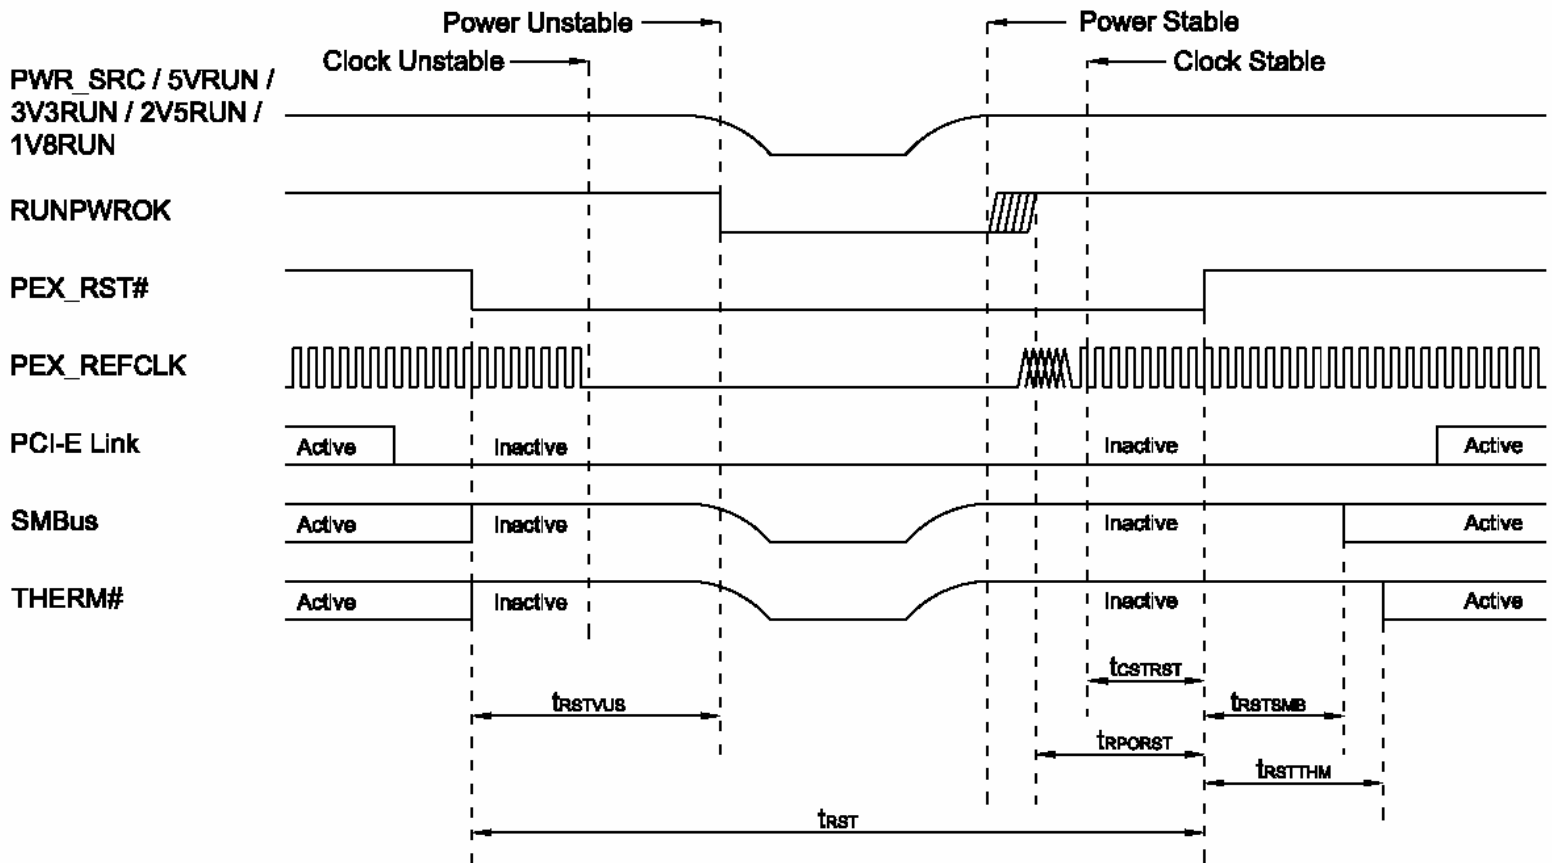 Power Unstable
Power Stable
Clock Unstable
Clock Stable
PWR_SRC / 5VRUN /
3V3RUN / 2V5RUN /
1V8RUN
RUNPWROK
PEX_RST#
PEX_REFCLK
PCI-E Link
Active
Inactive
Inactive
Active
SMBus
Active
Inactive
Inactive
Active
THERM#
Active
Inactive
Inactive
Active
tCSTRST
tRSTVUS
tRSTSMB
tRPORST
tRSTTHM
tRST